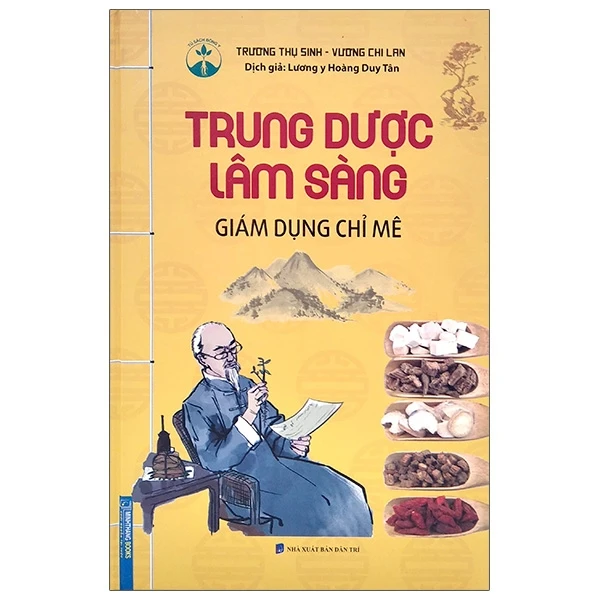 TỦ SÁCH ĐÔNG Y
TRƯƠNG THỤ SINH - VƯƠNG CHI LAN
Dịch giả: Lương y Hoàng Duy Tân
TRUNG DƯỢC
LÂM SÀNG
GIÁM DỤNG CHỈ MÊ
MINHTHANG BOOKS
NHÀ XUẤT BẢN DÂN TRÍ